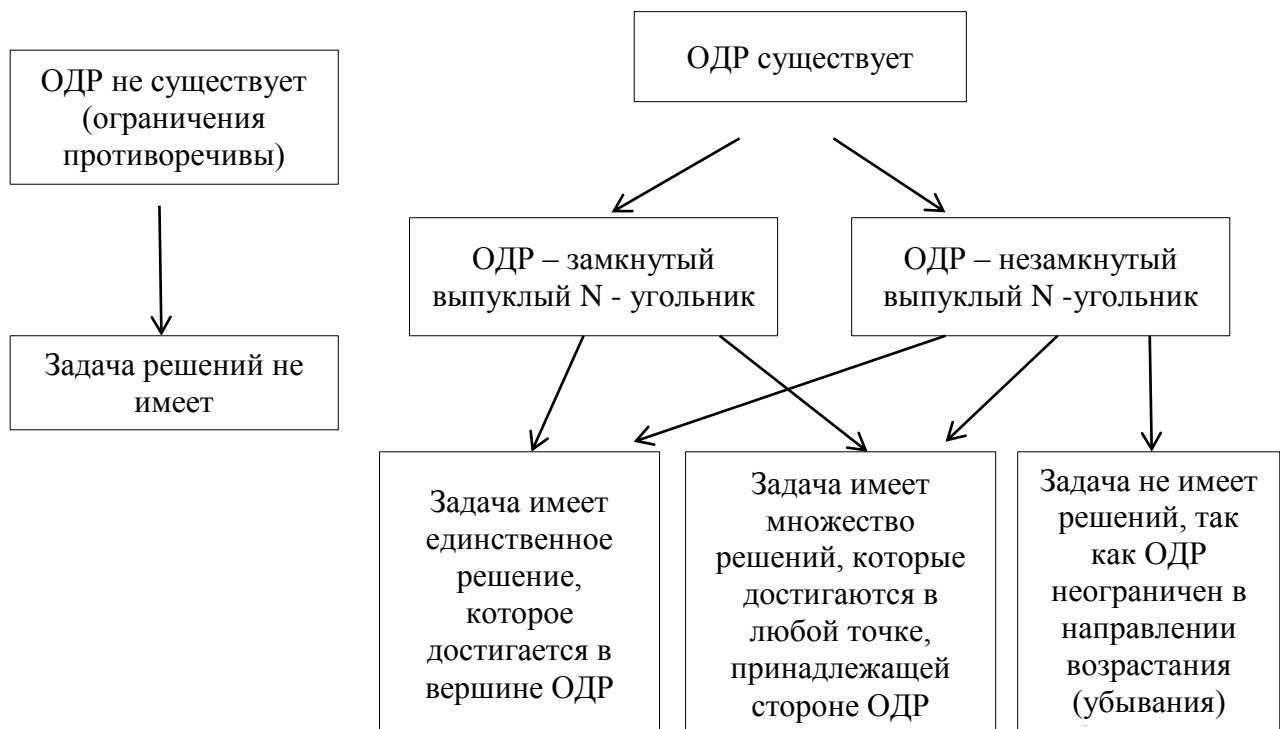 ОДР не существует
(ограничения
противоречивы)
Задача решений не
имеет
ОДР существует
ОДР – замкнутый
выпуклый N - угольник
ОДР – незамкнутый
выпуклый N -угольник
Задача имеет
единственное
решение,
которое
достигается в
вершине ОДР
Задача имеет
множество
решений, которые
достигаются в
любой точке,
принадлежащей
стороне ОДР
Задача не имеет
решений, так
как ОДР
неограничен в
направлении
возрастания
(убывания)